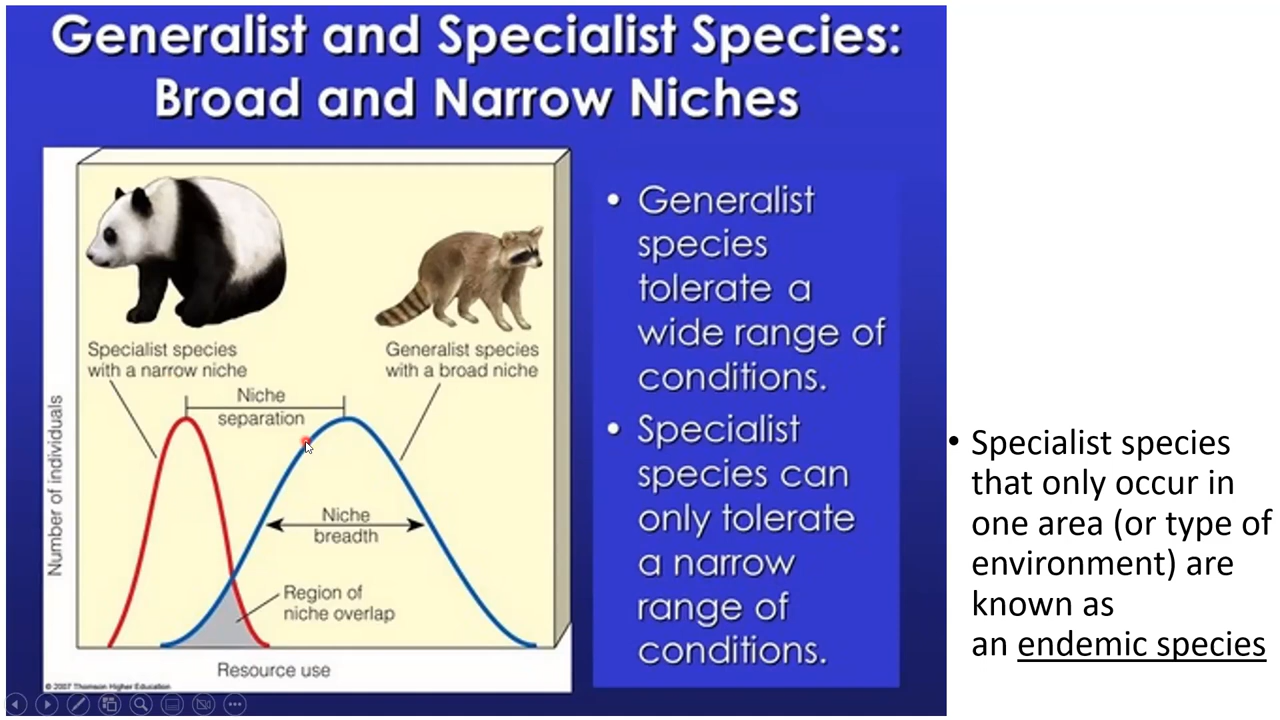 Generalist and Specialist Species:
Broad and Narrow Niches
Specialist species
with a narrow niche
Generalist species
with a broad niche
Niche
separation
Niche
breadth
Region of
niche overlap
Number of individuals
Resource use
© 2007 Thomson Higher Education
• Generalist
species
tolerate a
wide range of
conditions.
• Specialist
species can
only tolerate
a narrow
range of
conditions.
• Specialist species
that only occur in
one area (or type of
environment) are
known as
an endemic species